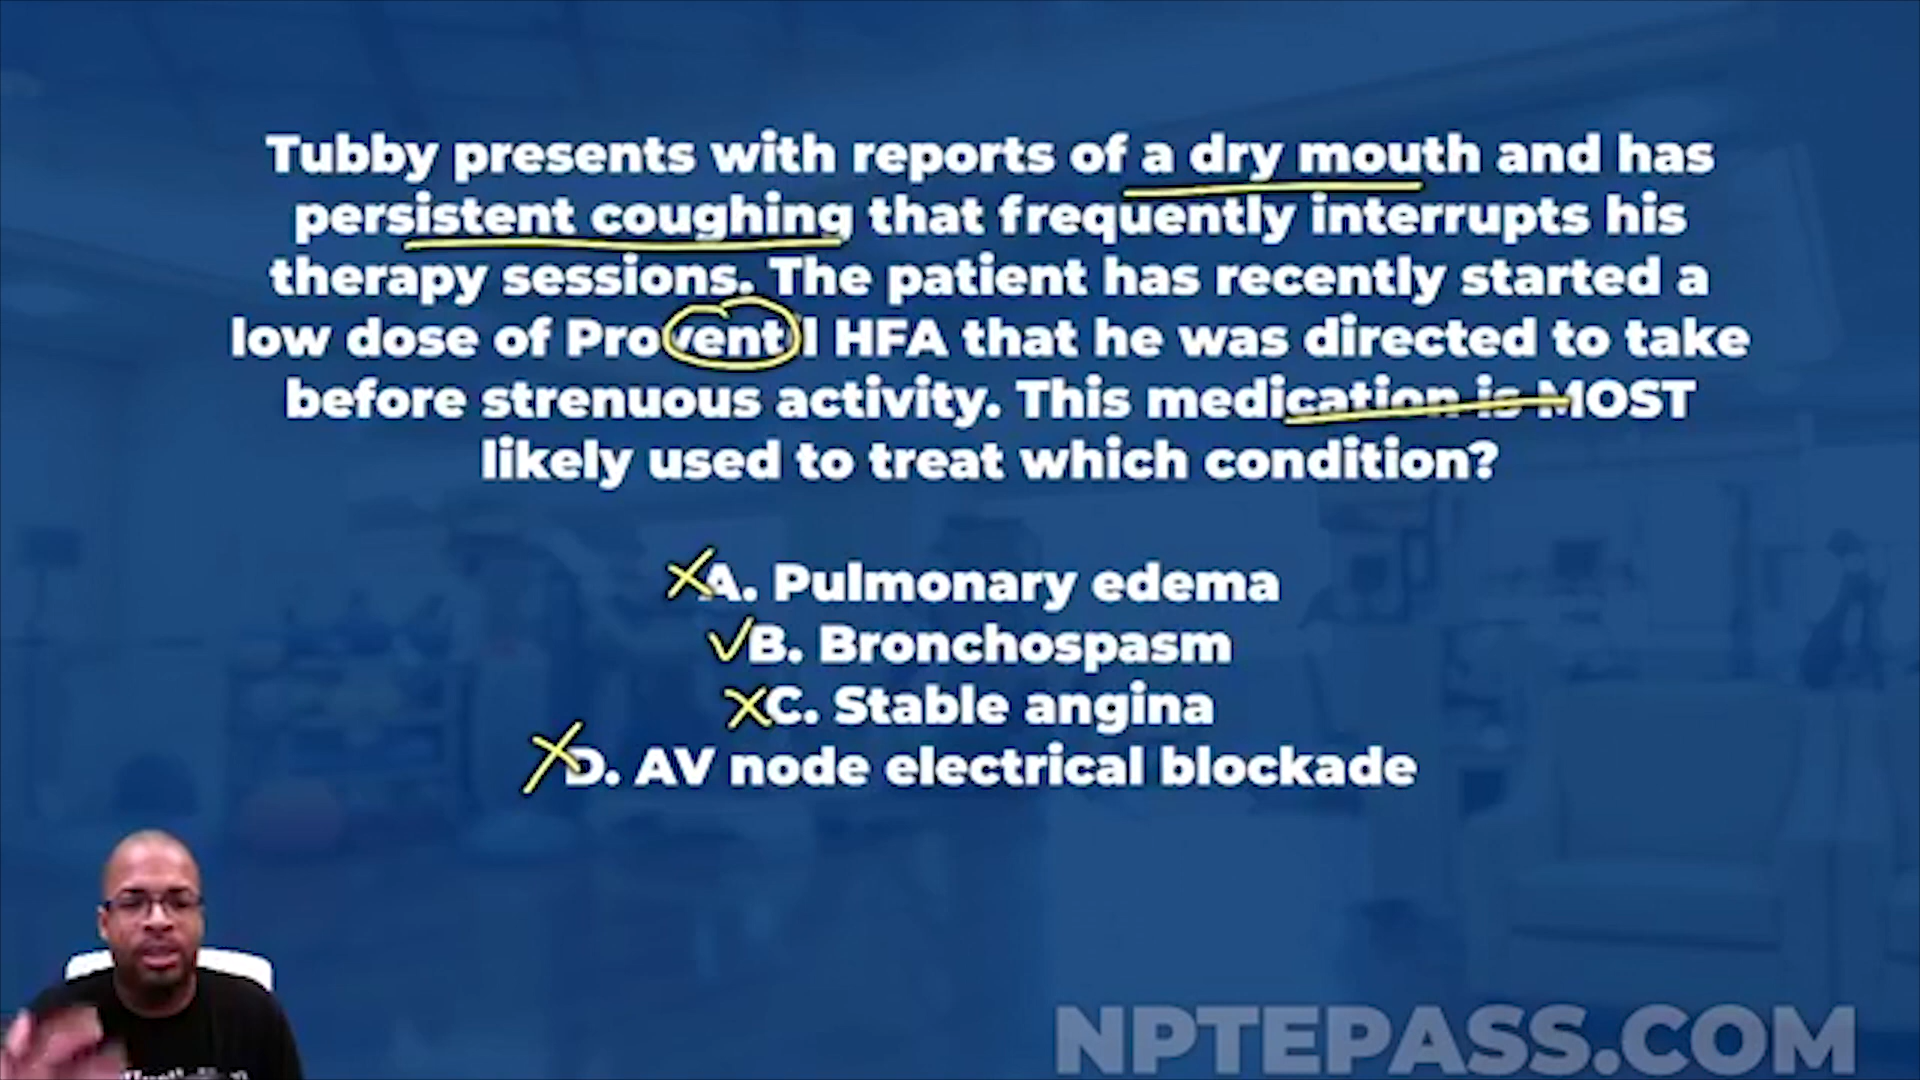 Tubby presents with reports of a dry mouth and has
persistent coughing that frequently interrupts his
therapy sessions. The patient has recently started a
low dose of Proventil HFA that he was directed to take
before strenuous activity. This medication is MOST
likely used to treat which condition?
A. Pulmonary edema
B. Bronchospasm
C. Stable angina
D. AV node electrical blockade
NPTEPASS.COM